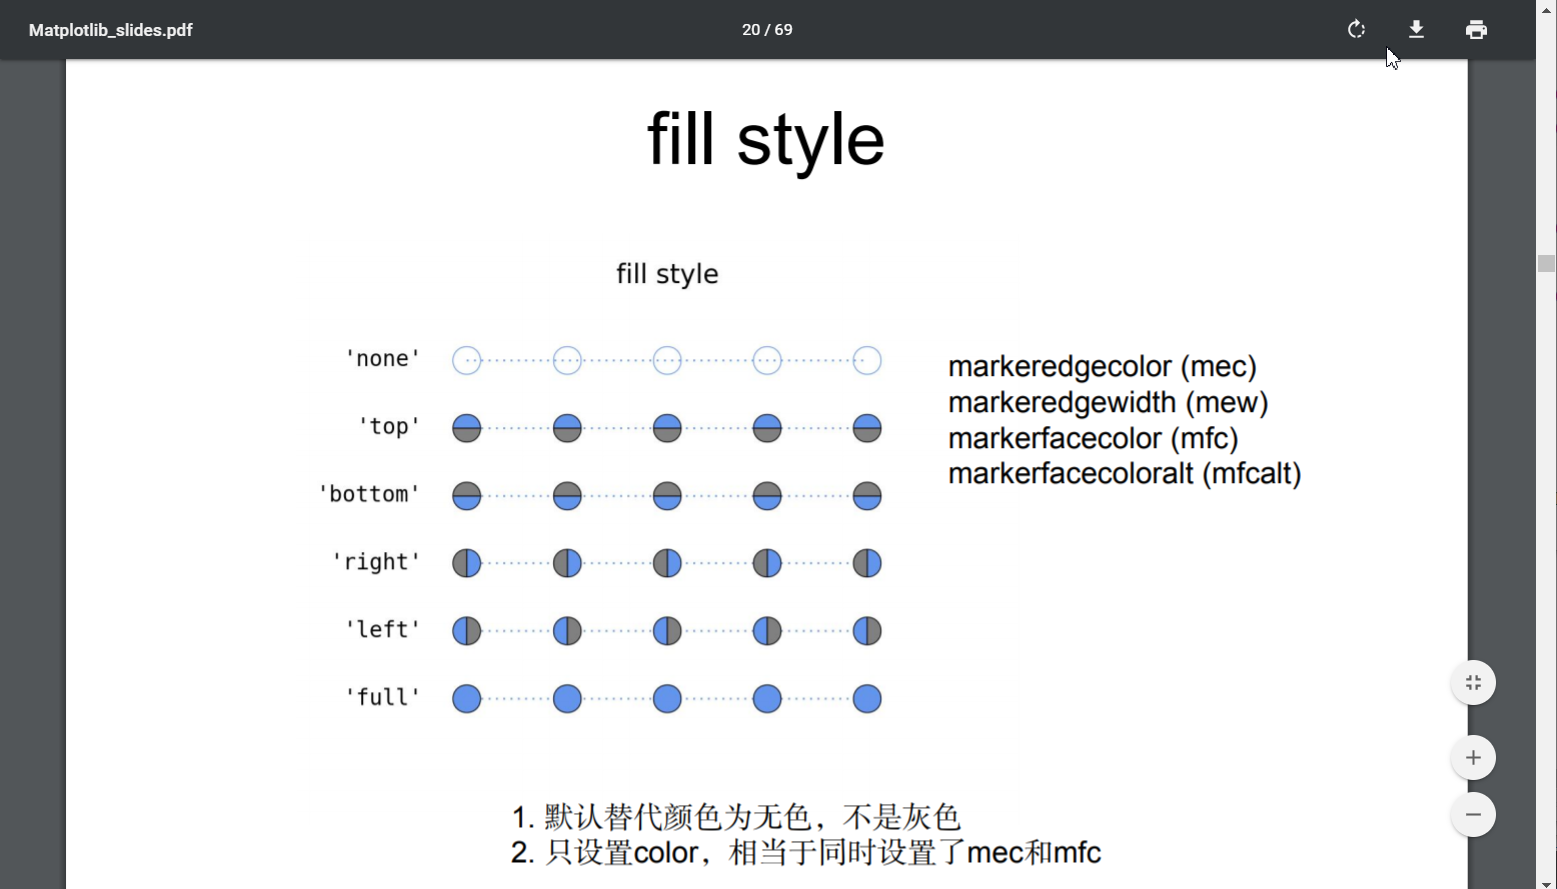 Matplotlib_slides.pdf
20 / 69
fill style
fill style
'none'
'top'
'bottom'
'right'
'left'
'full'
markeredgecolor (mec)
markeredgewidth (mew)
markerfacecolor (mfc)
markerfacecoloralt (mfcalt)
1. 默认替代颜色为无色，不是灰色
2. 只设置color，相当于同时设置了mec和mfc